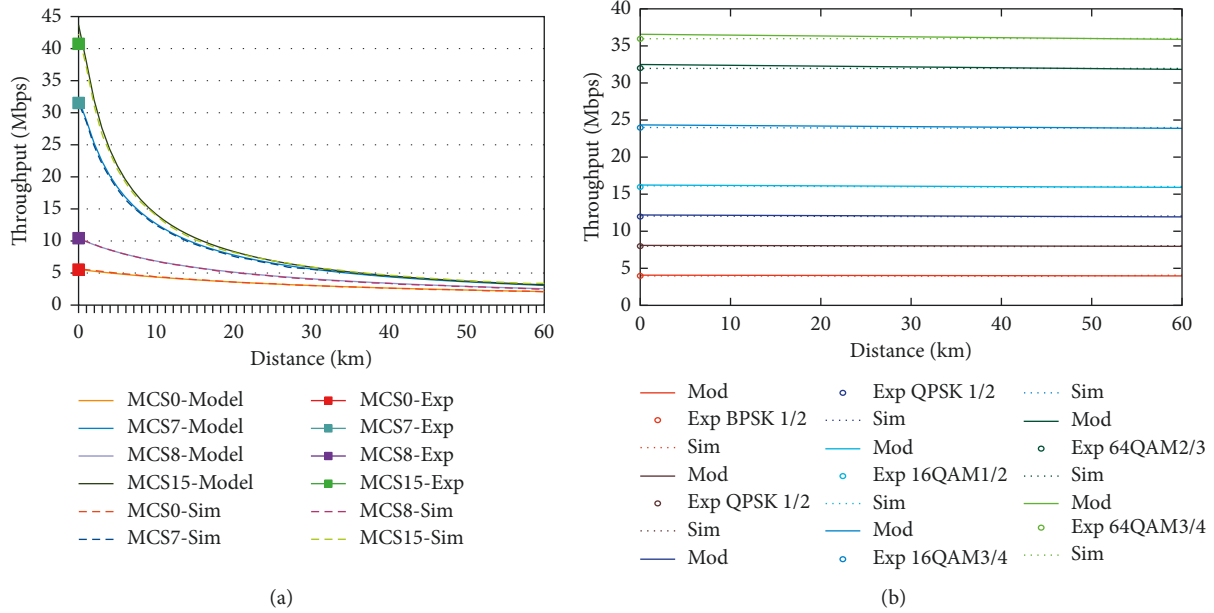 45
40
35
30
25
20
15
10
5
0
Throughput (Mbps)
0 10 20 30 40 50 60
Distance (km)
MCS0-Model
MCS7-Model
MCS8-Model
MCS15-Model
MCS0-Sim
MCS7-Sim
MCS0-Exp
MCS7-Exp
MCS8-Exp
MCS15-Exp
MCS8-Sim
MCS15-Sim
(a)
40
35
30
25
20
15
10
5
0
Throughput (Mbps)
0 10 20 30 40 50 60
Distance (km)
Mod
Exp BPSK 1/2
Sim
Mod
Exp QPSK 1/2
Sim
Mod
Exp QPSK 1/2
Sim
Mod
Exp 16QAM1/2
Sim
Mod
Exp 16QAM3/4
Sim
Mod
Exp 64QAM2/3
Sim
Mod
Exp 64QAM3/4
Sim
(b)